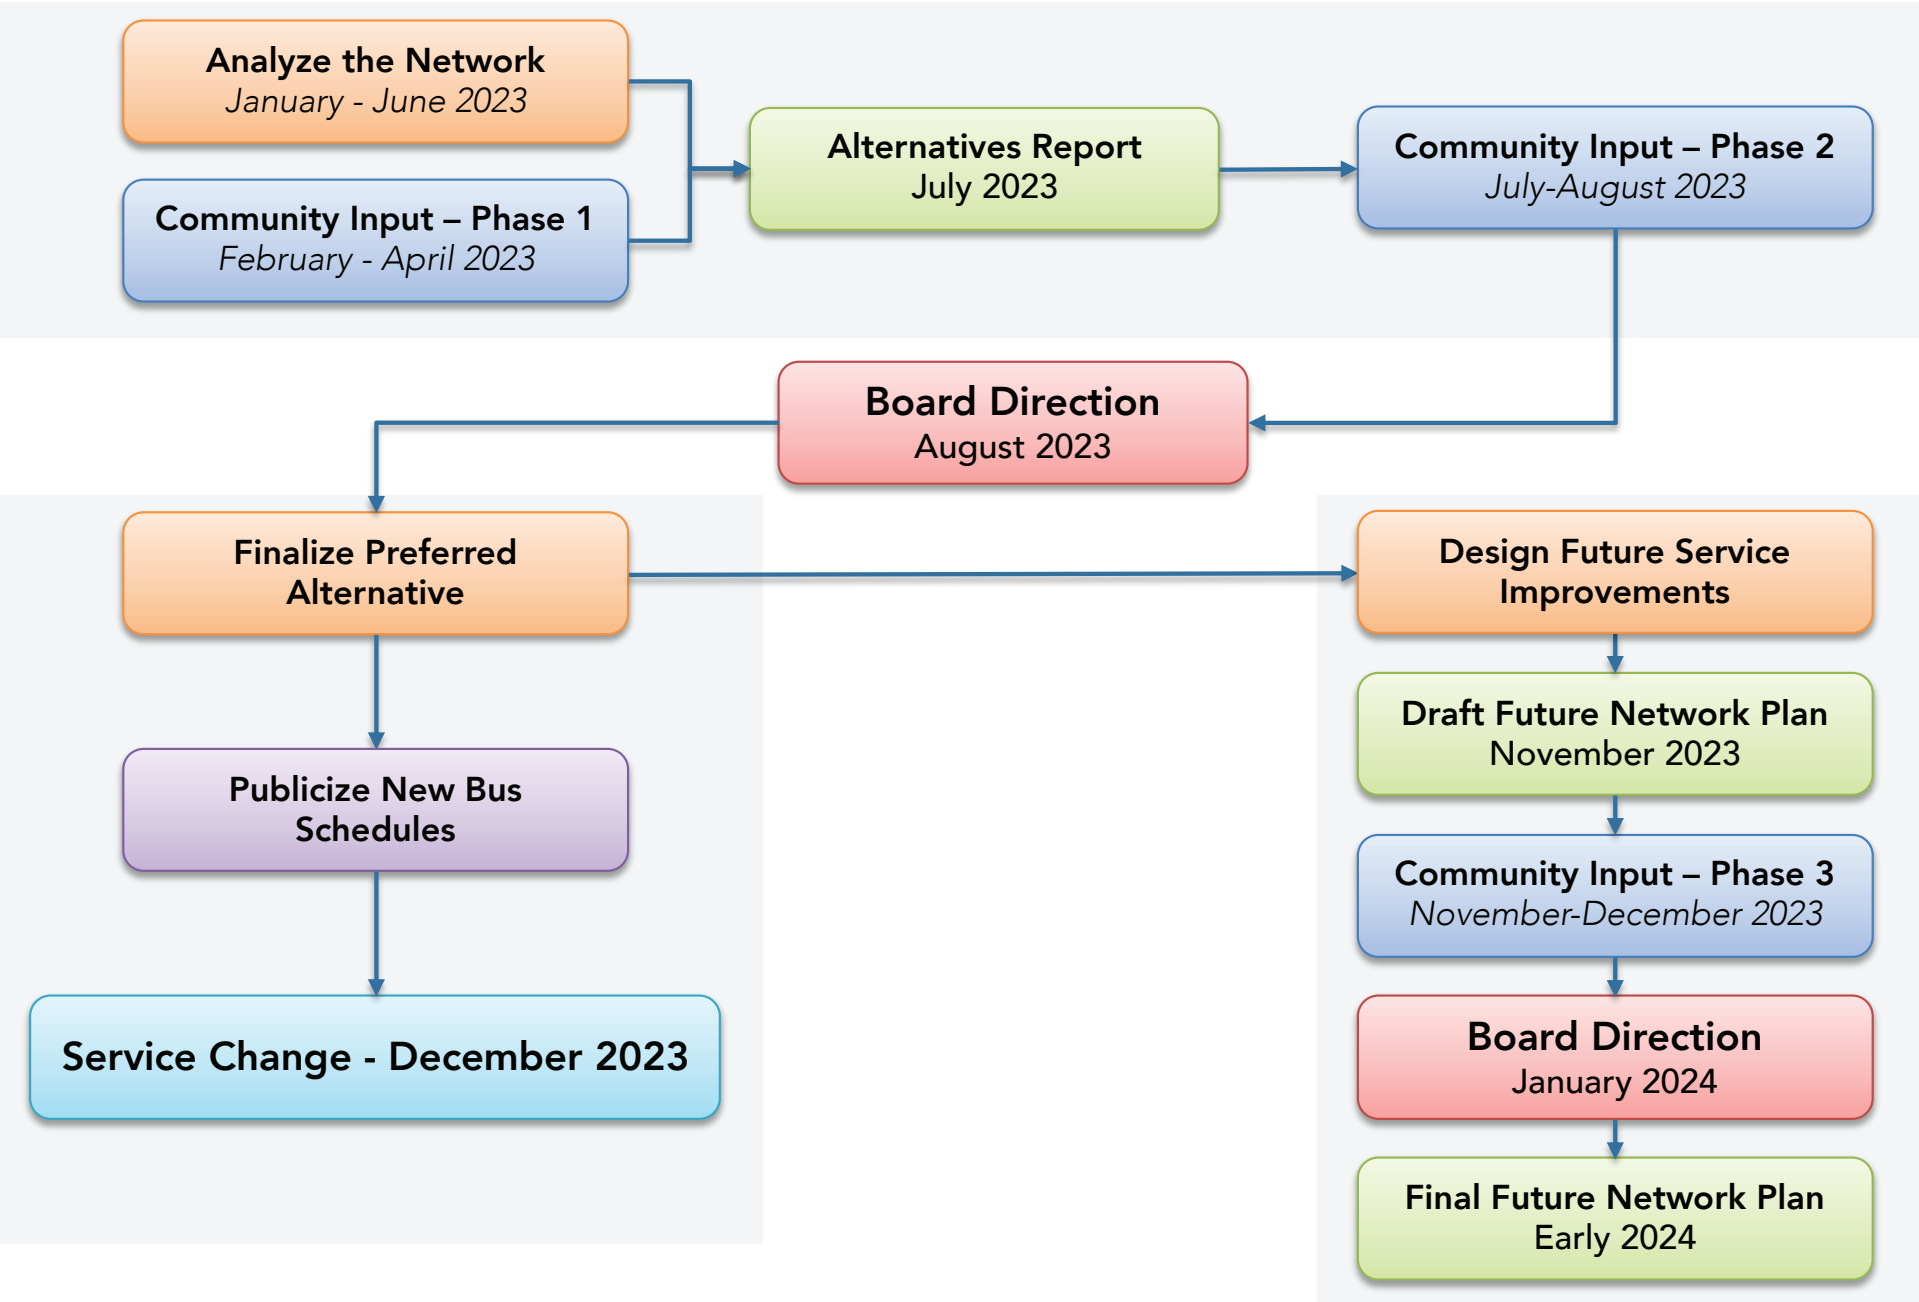 Analyze the Network
January - June 2023
Community Input – Phase 1
February - April 2023
Alternatives Report
July 2023
Community Input – Phase 2
July-August 2023
Board Direction
August 2023
Finalize Preferred
Alternative
Publicize New Bus
Schedules
Service Change - December 2023
Design Future Service
Improvements
Draft Future Network Plan
November 2023
Community Input – Phase 3
November-December 2023
Board Direction
January 2024
Final Future Network Plan
Early 2024